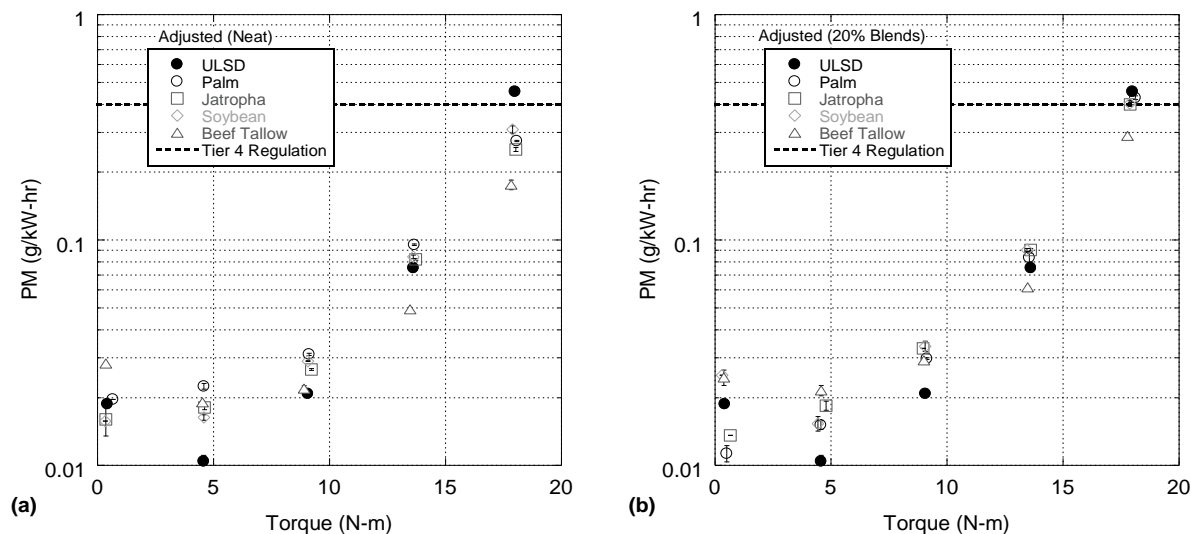 1
Adjusted (Neat)
ULSD
Palm
Jatropha
Soybean
Beef Tallow
Tier 4 Regulation
0.1
0.01
PM (g/kW-hr)
0 5 10 15 20
Torque (N-m)
(a)
1
Adjusted (20% Blends)
ULSD
Palm
Jatropha
Soybean
Beef Tallow
Tier 4 Regulation
0.1
0.01
PM (g/kW-hr)
0 5 10 15 20
Torque (N-m)
(b)